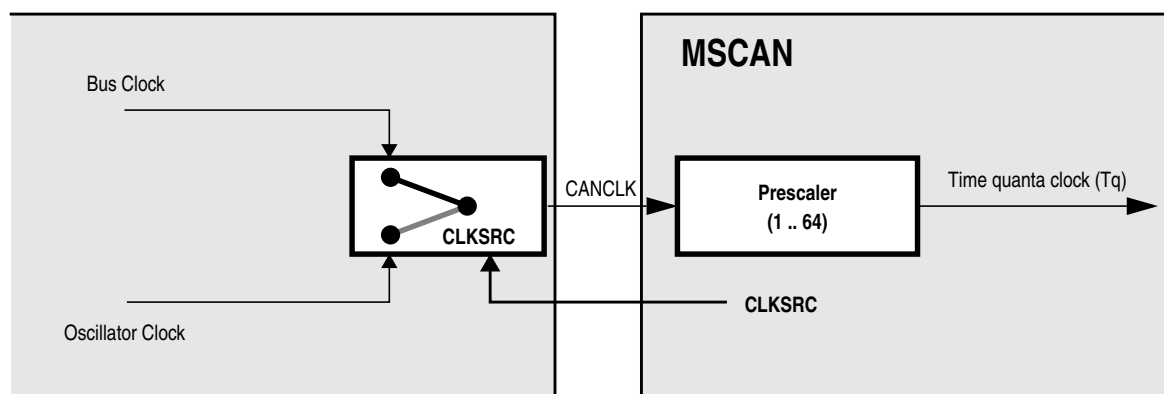 MSCAN
Bus Clock
CANCLK
Prescaler
(1 .. 64)
Time quanta clock (Tq)
CLKSRC
CLKSRC
Oscillator Clock